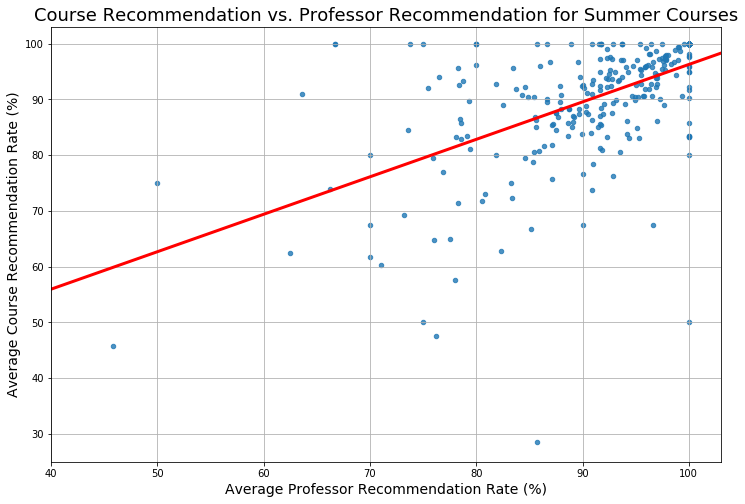 Course Recommendation vs. Professor Recommendation for Summer Courses
100
90
80
70
60
50
40
30
Average Course Recommendation Rate (%)
40 50 60 70 80 90 100
Average Professor Recommendation Rate (%)